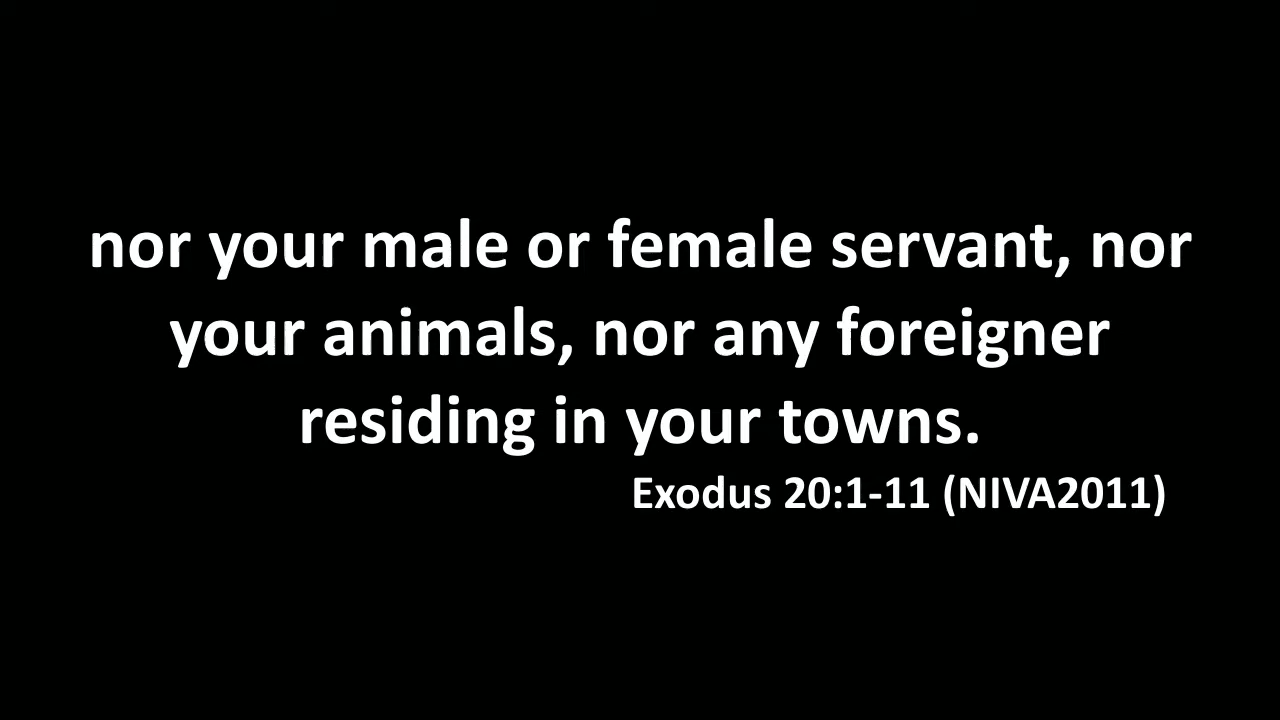 nor your male or female servant, nor
your animals, nor any foreigner
residing in your towns.
Exodus 20:1-11 (NIVA2011)